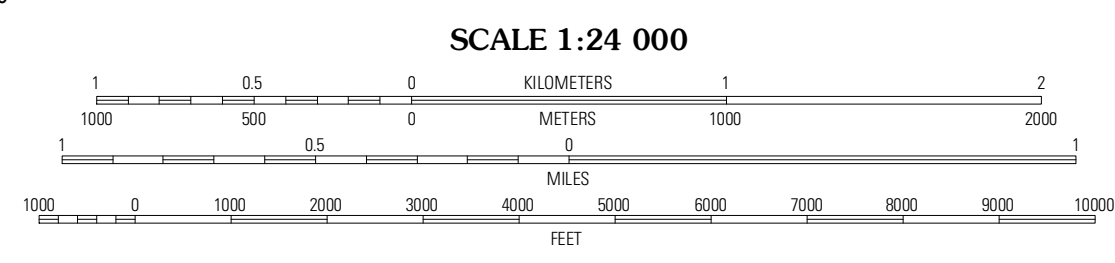 SCALE 1:24 000
1 0.5 0 KILOMETERS 1 2
1000 500 0 METERS 1000 2000
1 0.5 0 1
MILES
1000 0 1000 2000 3000 4000 5000 6000 7000 8000 9000 10000
FEET